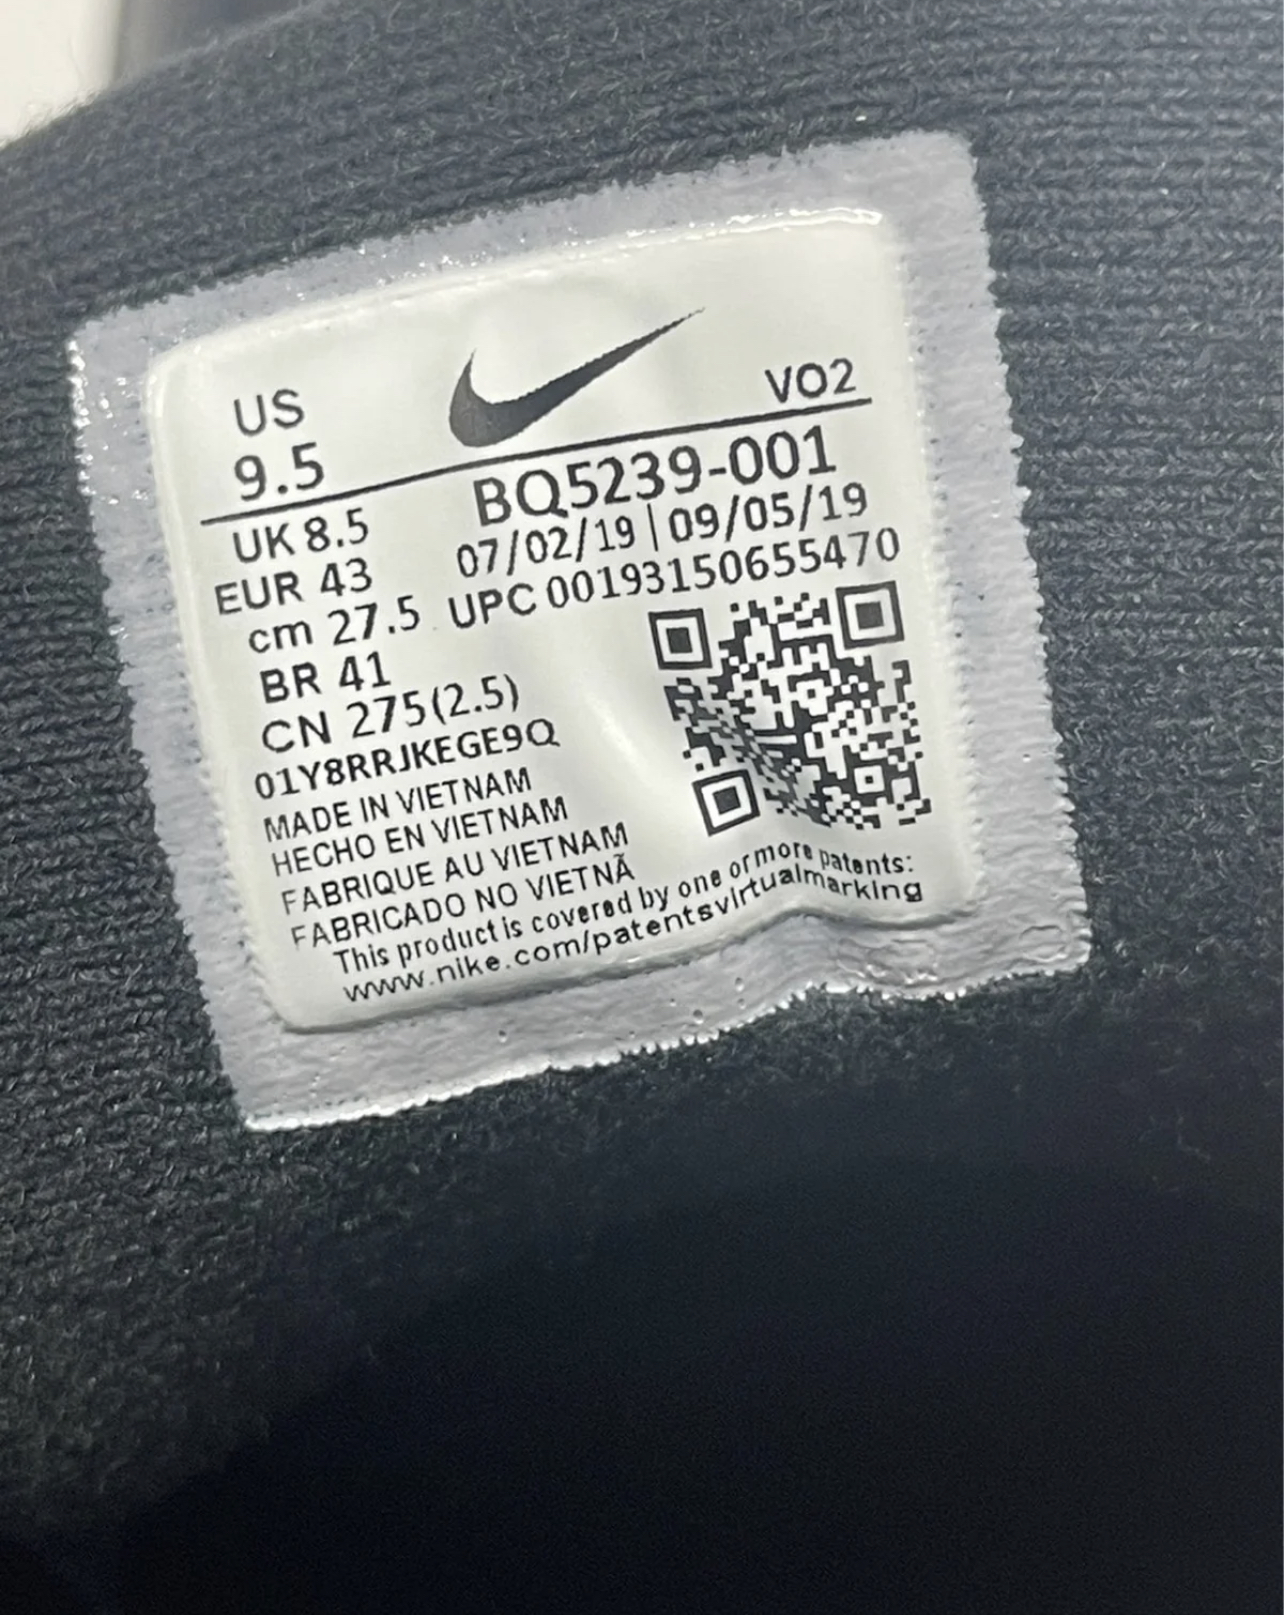 US
VO2
9.5
BQ5239-001
UK 8.5
07/02/19 | 09/05/19
EUR 43
UPC 00193150655470
cm 27.5
BR 41
CN 275(2.5)
01Y8RRJKEGE9Q
MADE IN VIETNAM
HECHO EN VIETNAM
FABRIQUE AU VIETNAM
FABRICADO NO VIETNÃ
This product is covered by one or more patents:
www.nike.com/patentsvirtualmarking